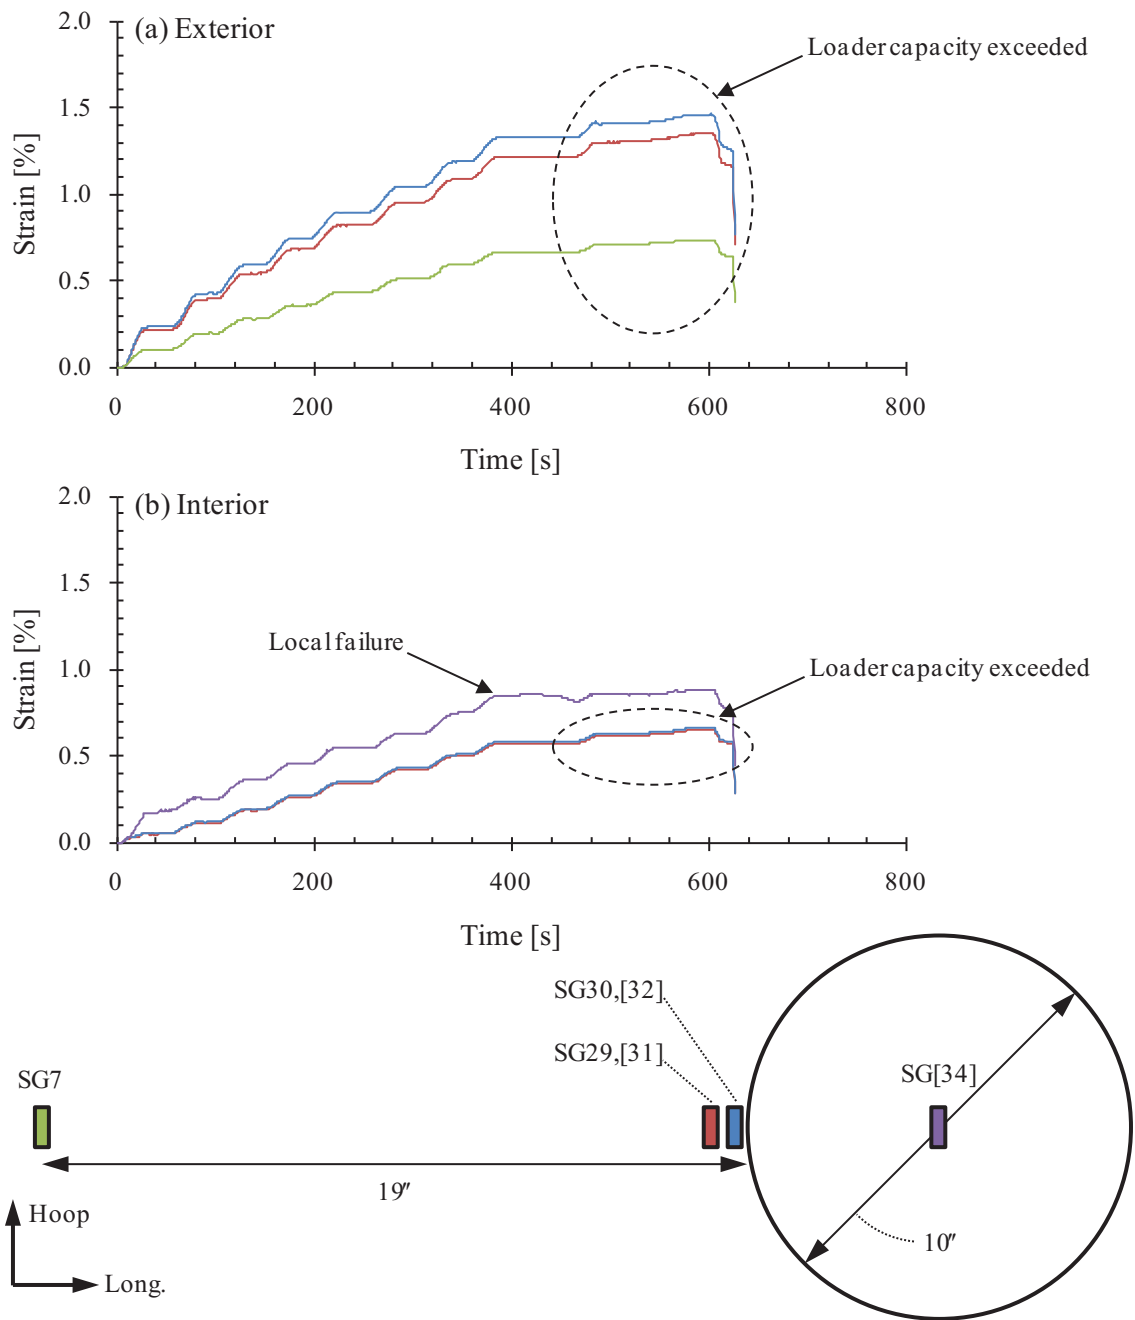 2.0
(a) Exterior
Loader capacity exceeded
1.5
1.0
0.5
0.0
Strain [%]
0 200 400 600 800
Time [s]
2.0
(b) Interior
1.5
Local failure
1.0
Loader capacity exceeded
0.5
0.0
Strain [%]
0 200 400 600 800
Time [s]
SG30,[32]
SG29,[31]
SG7
SG[34]
19″
Hoop
10″
Long.